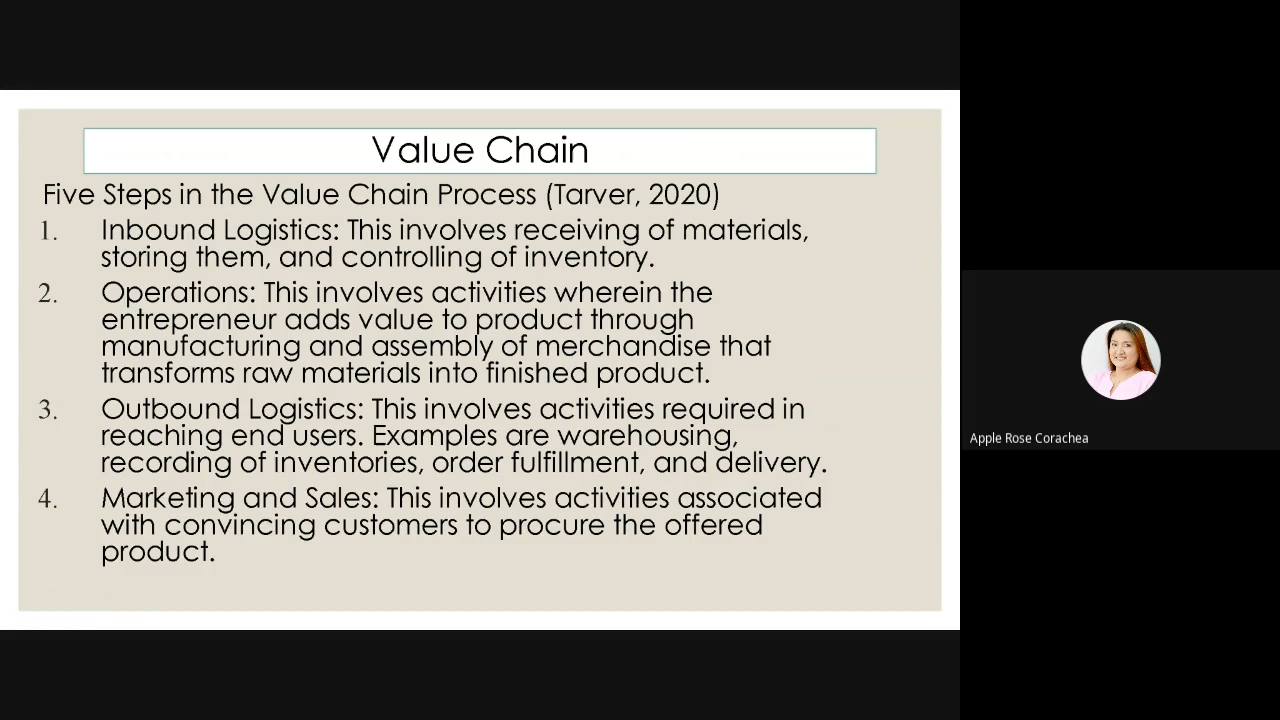 Value Chain
Five Steps in the Value Chain Process (Tarver, 2020)
1. Inbound Logistics: This involves receiving of materials,
storing them, and controlling of inventory.
2. Operations: This involves activities wherein the
entrepreneur adds value to product through
manufacturing and assembly of merchandise that
transforms raw materials into finished product.
3. Outbound Logistics: This involves activities required in
reaching end users. Examples are warehousing,
recording of inventories, order fulfillment, and delivery.
4. Marketing and Sales: This involves activities associated
with convincing customers to procure the offered
product.
Apple Rose Corachea